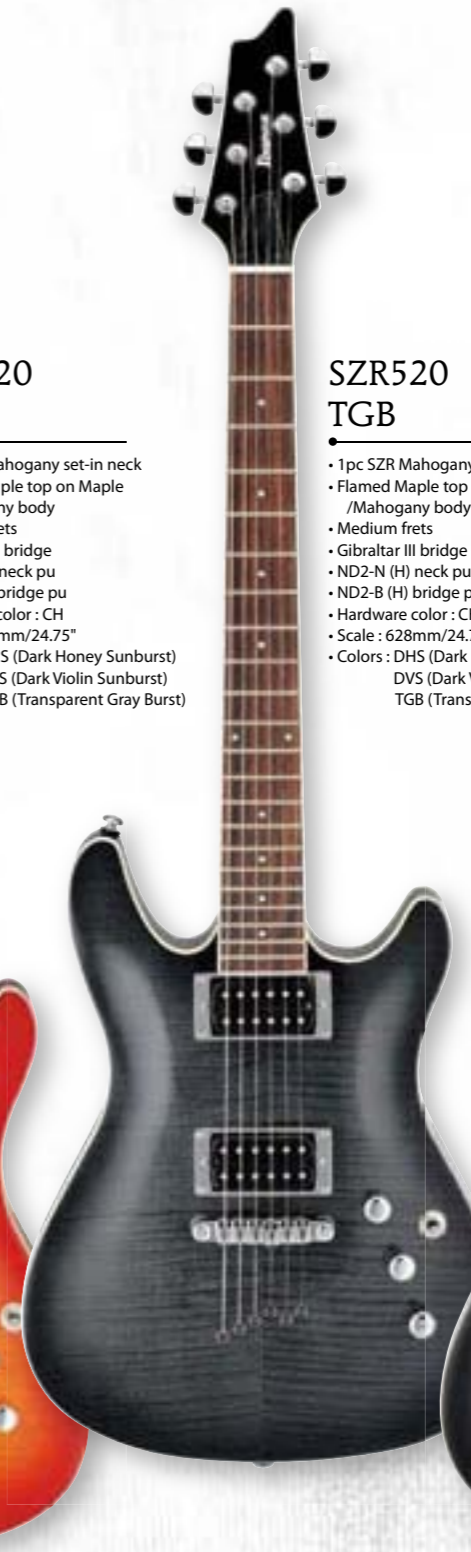 Ibanez
20
ahogany set-in neck
ple top on Maple
ny body
ets
bridge
neck pu
bridge pu
color : CH
mm/24.75"
S (Dark Honey Sunburst)
S (Dark Violin Sunburst)
B (Transparent Gray Burst)
SZR520
TGB
• 1pc SZR Mahogany
• Flamed Maple top
/Mahogany body
• Medium frets
• Gibraltar III bridge
• ND2-N (H) neck pu
• ND2-B (H) bridge p
• Hardware color : C
• Scale : 628mm/24.7
• Colors : DHS (Dark
DVS (Dark
TGB (Trans